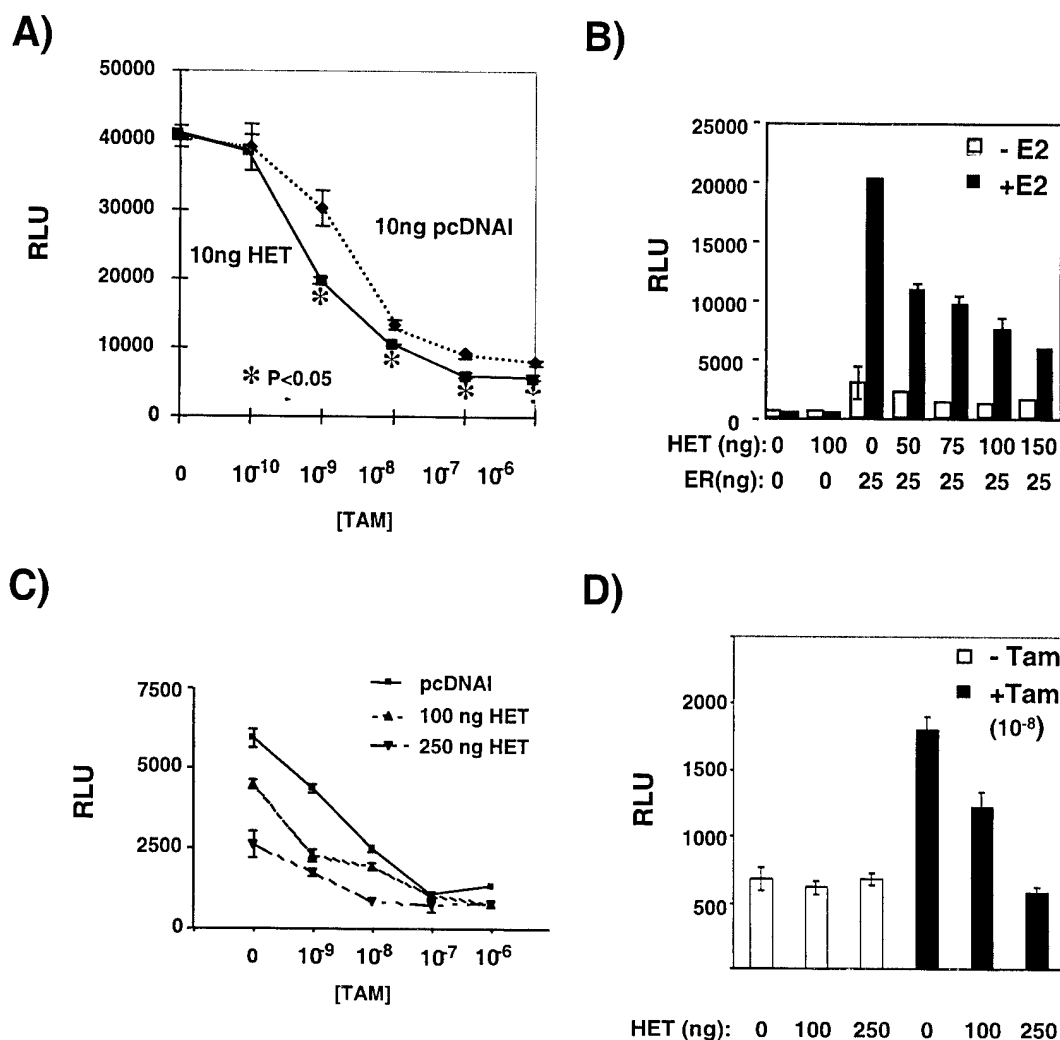 A)
50000
40000
30000
20000
10000
0
RLU
10ng HET
10ng pcDNAI
* P<0.05
0 10-10 10-9 10-8 10-7 10-6
[TAM]
B)
25000
20000
15000
10000
5000
0
RLU
- E2
+E2
HET (ng): 0 100 0 50 75 100 150
ER(ng): 0 0 25 25 25 25 25
C)
7500
5000
2500
0
RLU
pcDNAI
100 ng HET
250 ng HET
0 10-9 10-8 10-7 10-6
[TAM]
D)
2000
1500
1000
500
RLU
- Tam
+Tam
(10-8)
HET (ng): 0 100 250 0 100 250